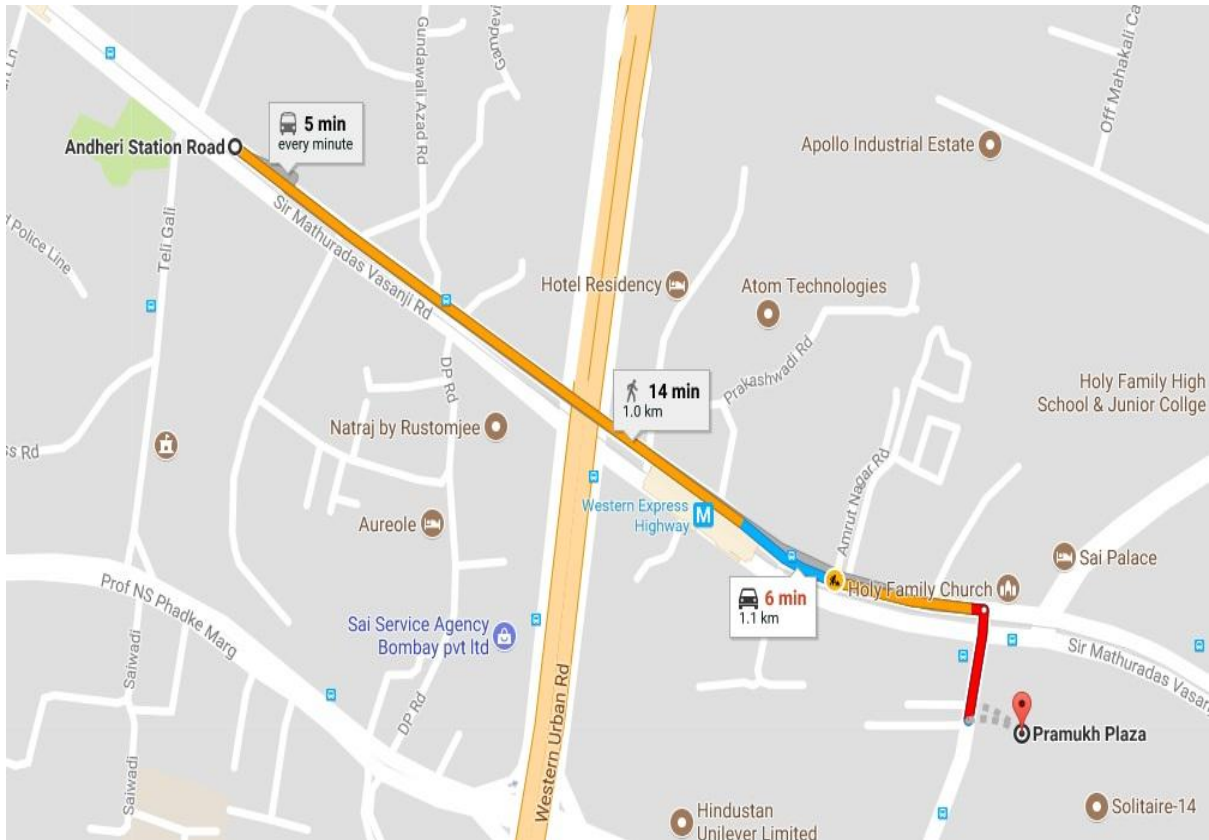 Gundawali Azad Rd
Gamdevi
Off Mahakali Ca
5 min
every minute
Andheri Station Road
Apollo Industrial Estate
Police Line
Teli Gali
Sir Mathuradas Vasanji Rd
Hotel Residency
Atom Technologies
Prakashwadi Rd
DP Rd
14 min
1.0 km
Holy Family High
School & Junior Collge
Natraj by Rustomjee
ss Rd
Western Express
Highway
M
Amrut Nagar Rd
Aureole
Sai Palace
Holy Family Church
6 min
1.1 km
Prof NS Phadke Marg
Sai Service Agency
Bombay pvt ltd
Saiwadi
Sir Mathuradas Vasan
DP Rd
Western Urban Rd
Pramukh Plaza
Saiwadi
Hindustan
Unilever Limited
Solitaire-14